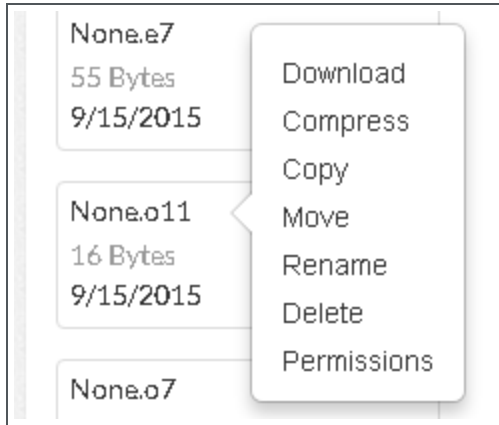 None.e7
55 Bytes
9/15/2015
None.o11
16 Bytes
9/15/2015
None.o7
Download
Compress
Copy
Move
Rename
Delete
Permissions